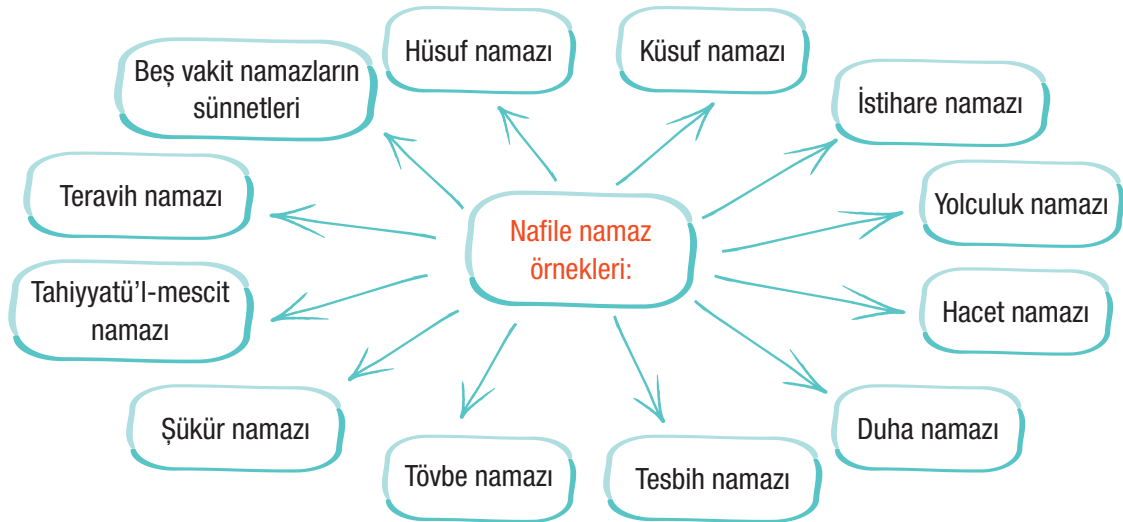 Nafile namaz
örnekleri:
Hüsuf namazı
Küsuf namazı
İstihare namazı
Yolculuk namazı
Hacet namazı
Duha namazı
Tesbih namazı
Tövbe namazı
Şükür namazı
Tahiyyatü’l-mescit
namazı
Teravih namazı
Beş vakit namazların
sünnetleri